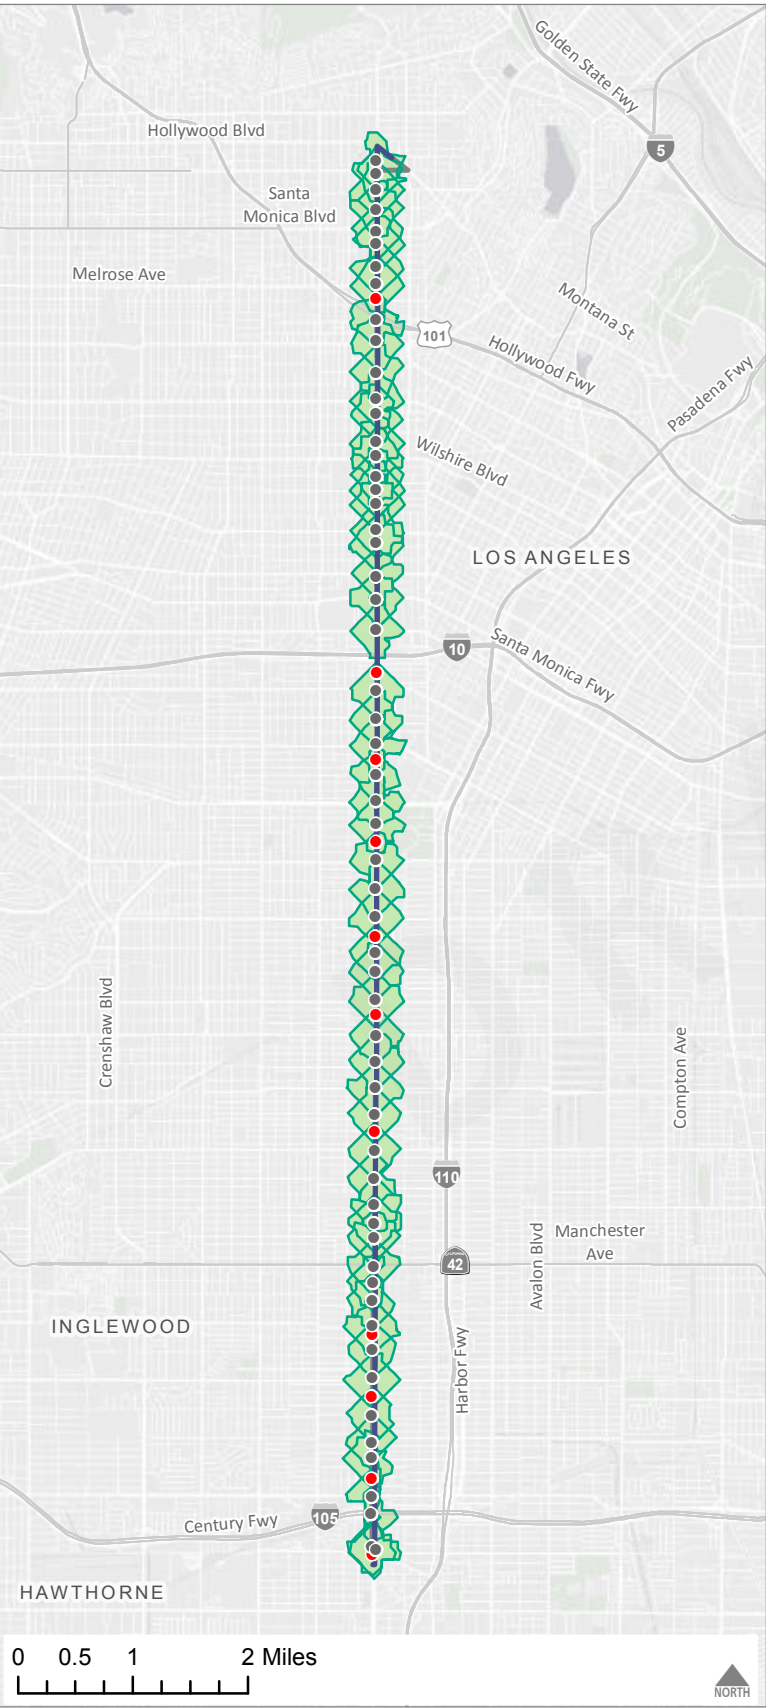 Golden State Fwy
5
Hollywood Blvd
Santa
Monica Blvd
Melrose Ave
Montana St
101
Hollywood Fwy
Pasadena Fwy
Wilshire Blvd
LOS ANGELES
10
Santa Monica Fwy
Crenshaw Blvd
Compton Ave
110
Avalon Blvd
Manchester
Ave
CALIFORNIA
42
INGLEWOOD
Harbor Fwy
Century Fwy
105
HAWTHORNE
0 0.5 1 2 Miles
NORTH